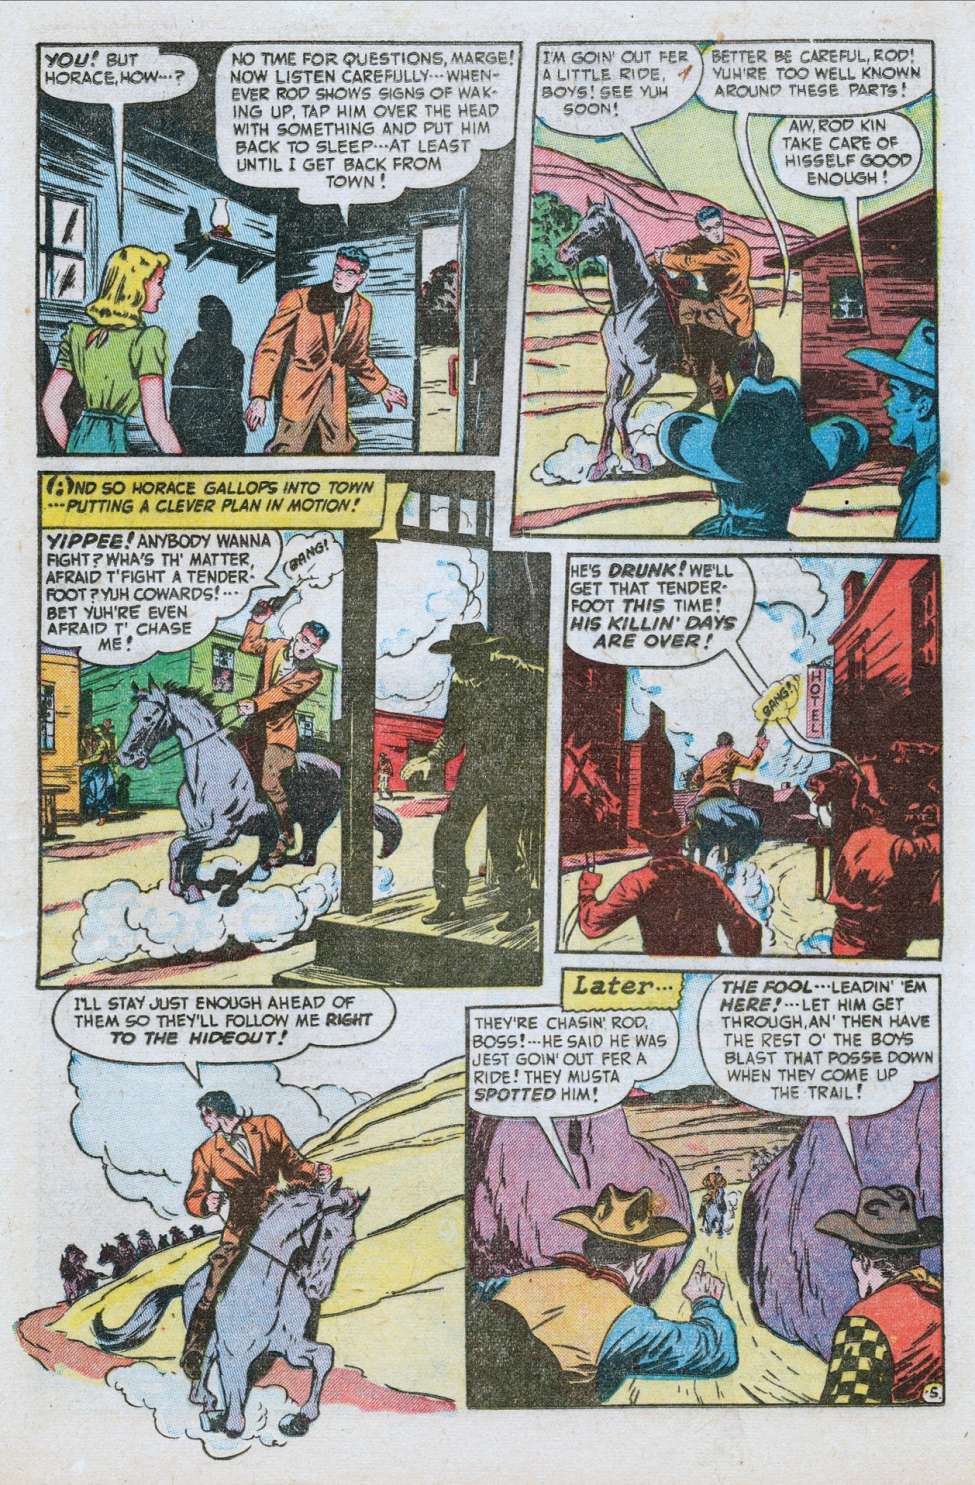 YOU! BUT
HORACE, HOW---?
NO TIME FOR QUESTIONS, MARGE!
NOW LISTEN CAREFULLY---WHEN-
EVER ROD SHOWS SIGNS OF WAK-
ING UP, TAP HIM OVER THE HEAD
WITH SOMETHING AND PUT HIM
BACK TO SLEEP---AT LEAST
UNTIL I GET BACK FROM
TOWN!
I'M GOIN' OUT FER
A LITTLE RIDE,
BOYS! SEE YUH
SOON!
BETTER BE CAREFUL, ROD!
YUH'RE TOO WELL KNOWN
AROUND THESE PARTS!
AW, ROD KIN
TAKE CARE OF
HISSELF GOOD
ENOUGH!
AND SO HORACE GALLOPS INTO TOWN
---PUTTING A CLEVER PLAN IN MOTION!
YIPPEE! ANYBODY WANNA
FIGHT? WHA'S TH' MATTER,
AFRAID T'FIGHT A TENDER-
FOOT? YUH COWARDS!---
BET YUH'RE EVEN
AFRAID T' CHASE
ME!
BANG!
HE'S DRUNK! WE'LL
GET THAT TENDER-
FOOT THIS TIME!
HIS KILLIN' DAYS
ARE OVER!
BANG!
HOTEL
I'LL STAY JUST ENOUGH AHEAD OF
THEM SO THEY'LL FOLLOW ME RIGHT
TO THE HIDEOUT!
Later---
THEY'RE CHASIN' ROD,
BOSS!---HE SAID HE WAS
JEST GOIN' OUT FER A
RIDE! THEY MUSTA
SPOTTED HIM!
THE FOOL---LEADIN' 'EM
HERE!---LET HIM GET
THROUGH, AN' THEN HAVE
THE REST O' THE BOYS
BLAST THAT POSSE DOWN
WHEN THEY COME UP
THE TRAIL!
5